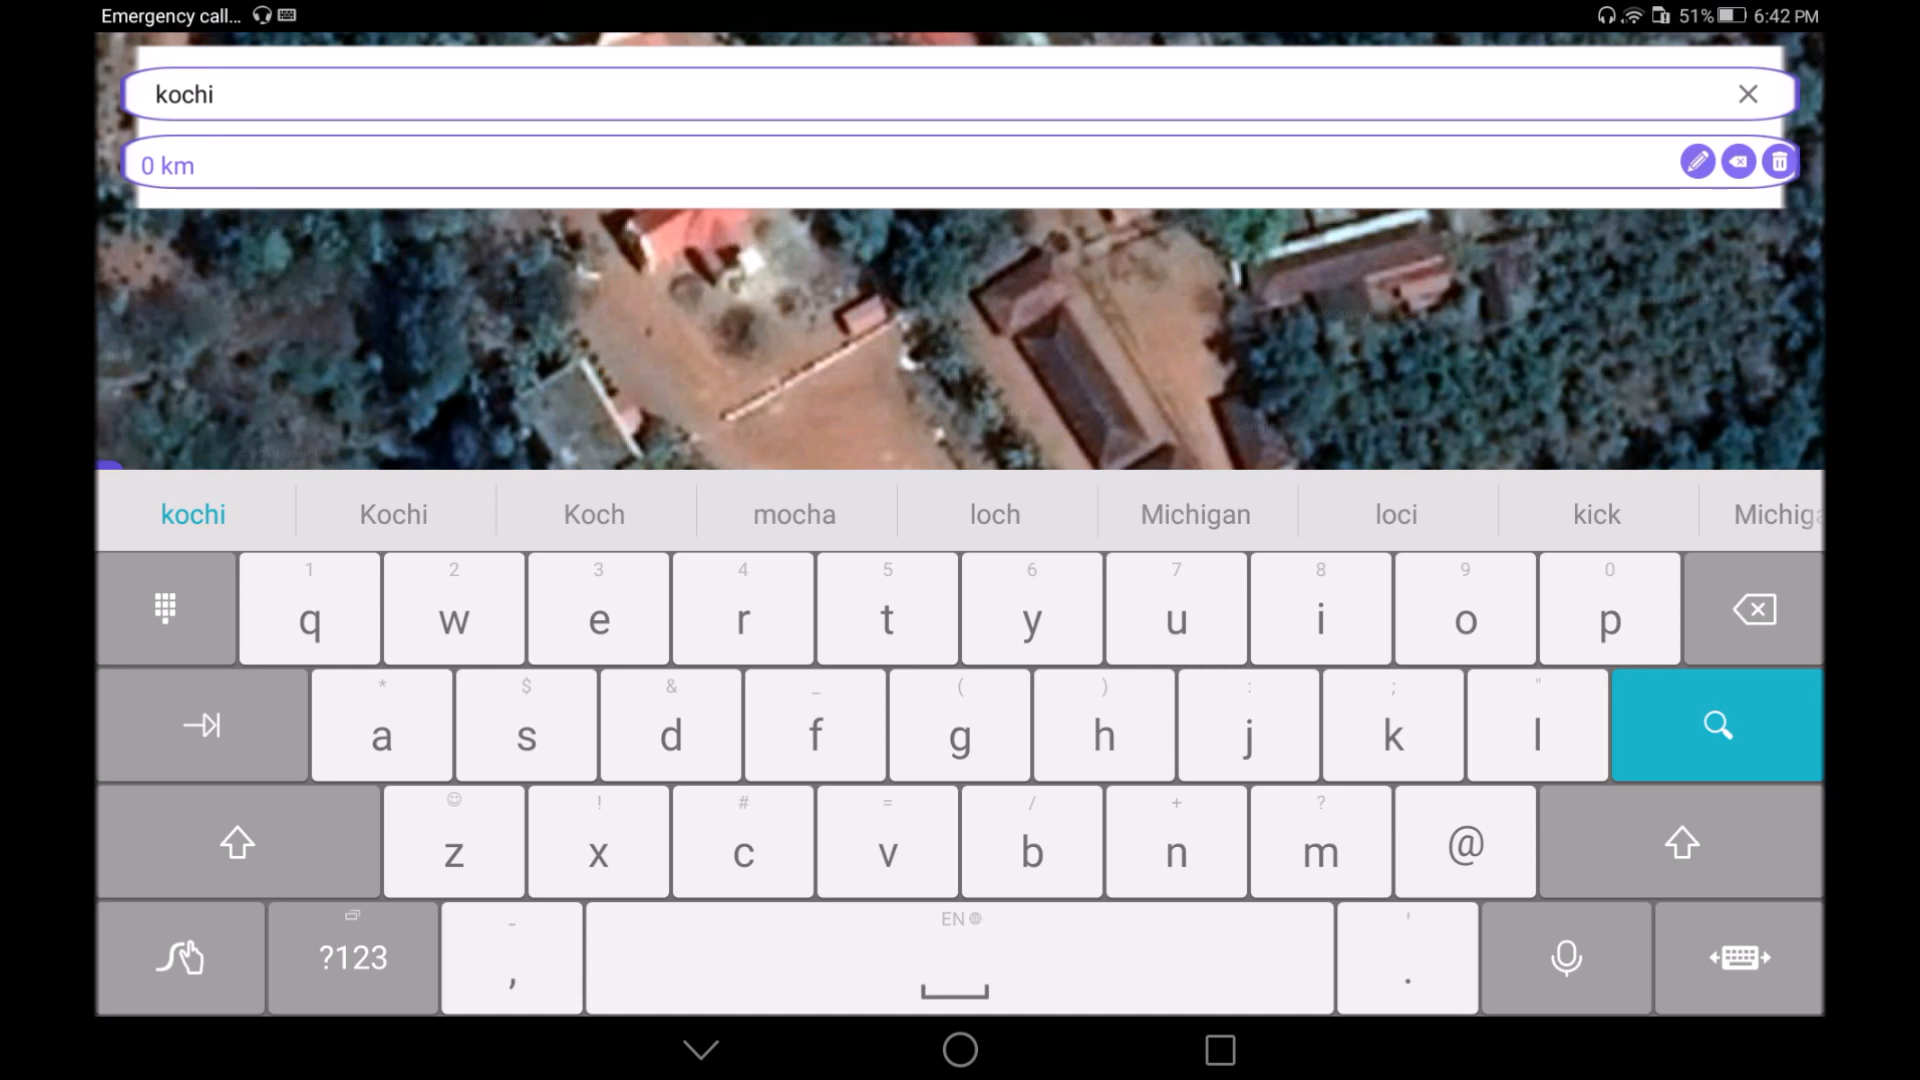 Emergency call... 51% 6:42 PM
kochi
0 km
kochi Kochi Koch mocha loch Michigan loci kick Michiga
1 2 3 4 5 6 7 8 9 0
q w e r t y u i o p
* $ & _ ( ) : ; "
a s d f g h j k l
! # = / + ?
z x c v b n m @
- EN '
?123 , .